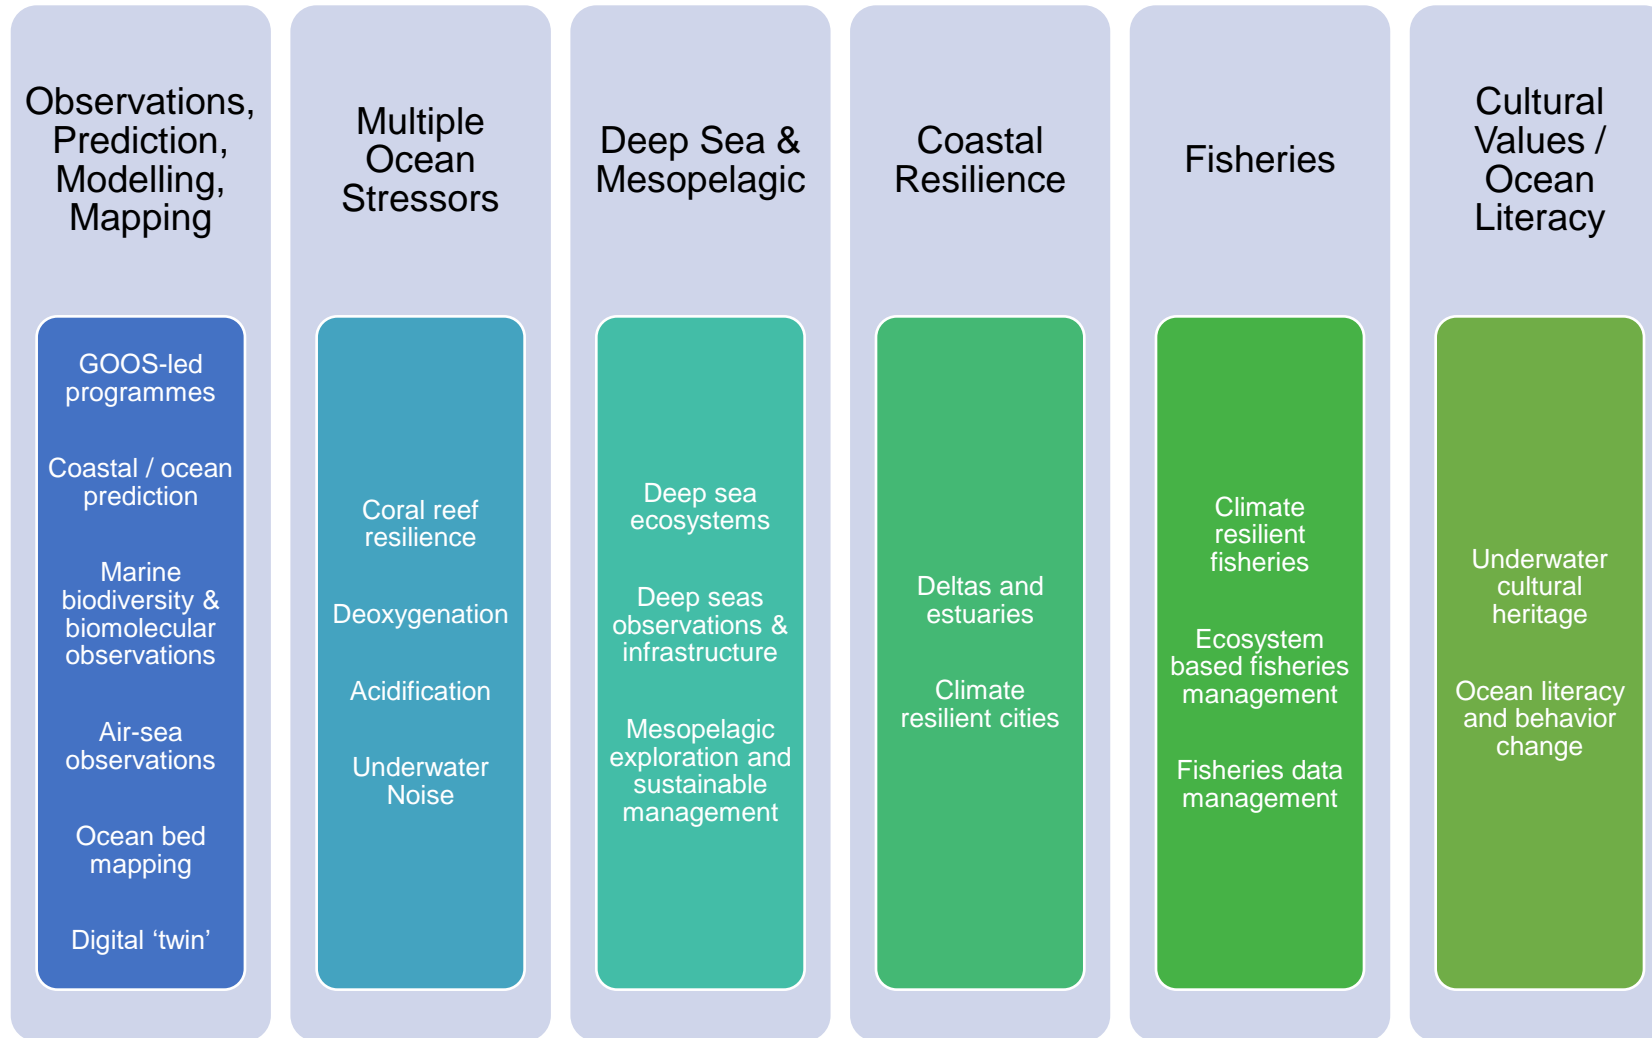 Observations,
Prediction,
Modelling,
Mapping
GOOS-led
programmes
Coastal / ocean
prediction
Marine
biodiversity &
biomolecular
observations
Air-sea
observations
Ocean bed
mapping
Digital ‘twin’
Multiple
Ocean
Stressors
Coral reef
resilience
Deoxygenation
Acidification
Underwater
Noise
Deep Sea &
Mesopelagic
Deep sea
ecosystems
Deep seas
observations &
infrastructure
Mesopelagic
exploration and
sustainable
management
Coastal
Resilience
Deltas and
estuaries
Climate
resilient cities
Fisheries
Climate
resilient
fisheries
Ecosystem
based fisheries
management
Fisheries data
management
Cultural
Values /
Ocean
Literacy
Underwater
cultural
heritage
Ocean literacy
and behavior
change